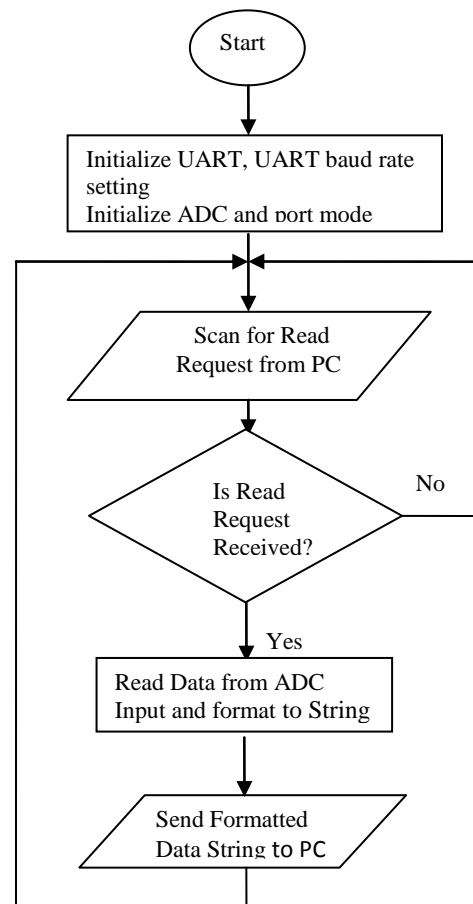 Start
Initialize UART, UART baud rate
setting
Initialize ADC and port mode
Scan for Read
Request from PC
Is Read
Request
Received?
No
Yes
Read Data from ADC
Input and format to String
Send Formatted
Data String to PC